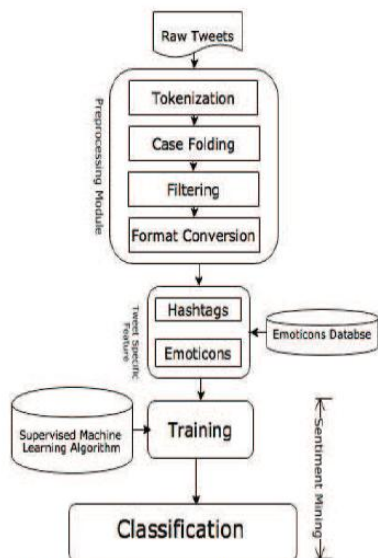 Raw Tweets
Preprocessing Module
Tokenization
Case Folding
Filtering
Format Conversion
Tweet Specific
Feature
Hashtags
Emoticons
Emoticons Databse
Supervised Machine
Learning Algorithm
Training
Sentiment Mining
Classification